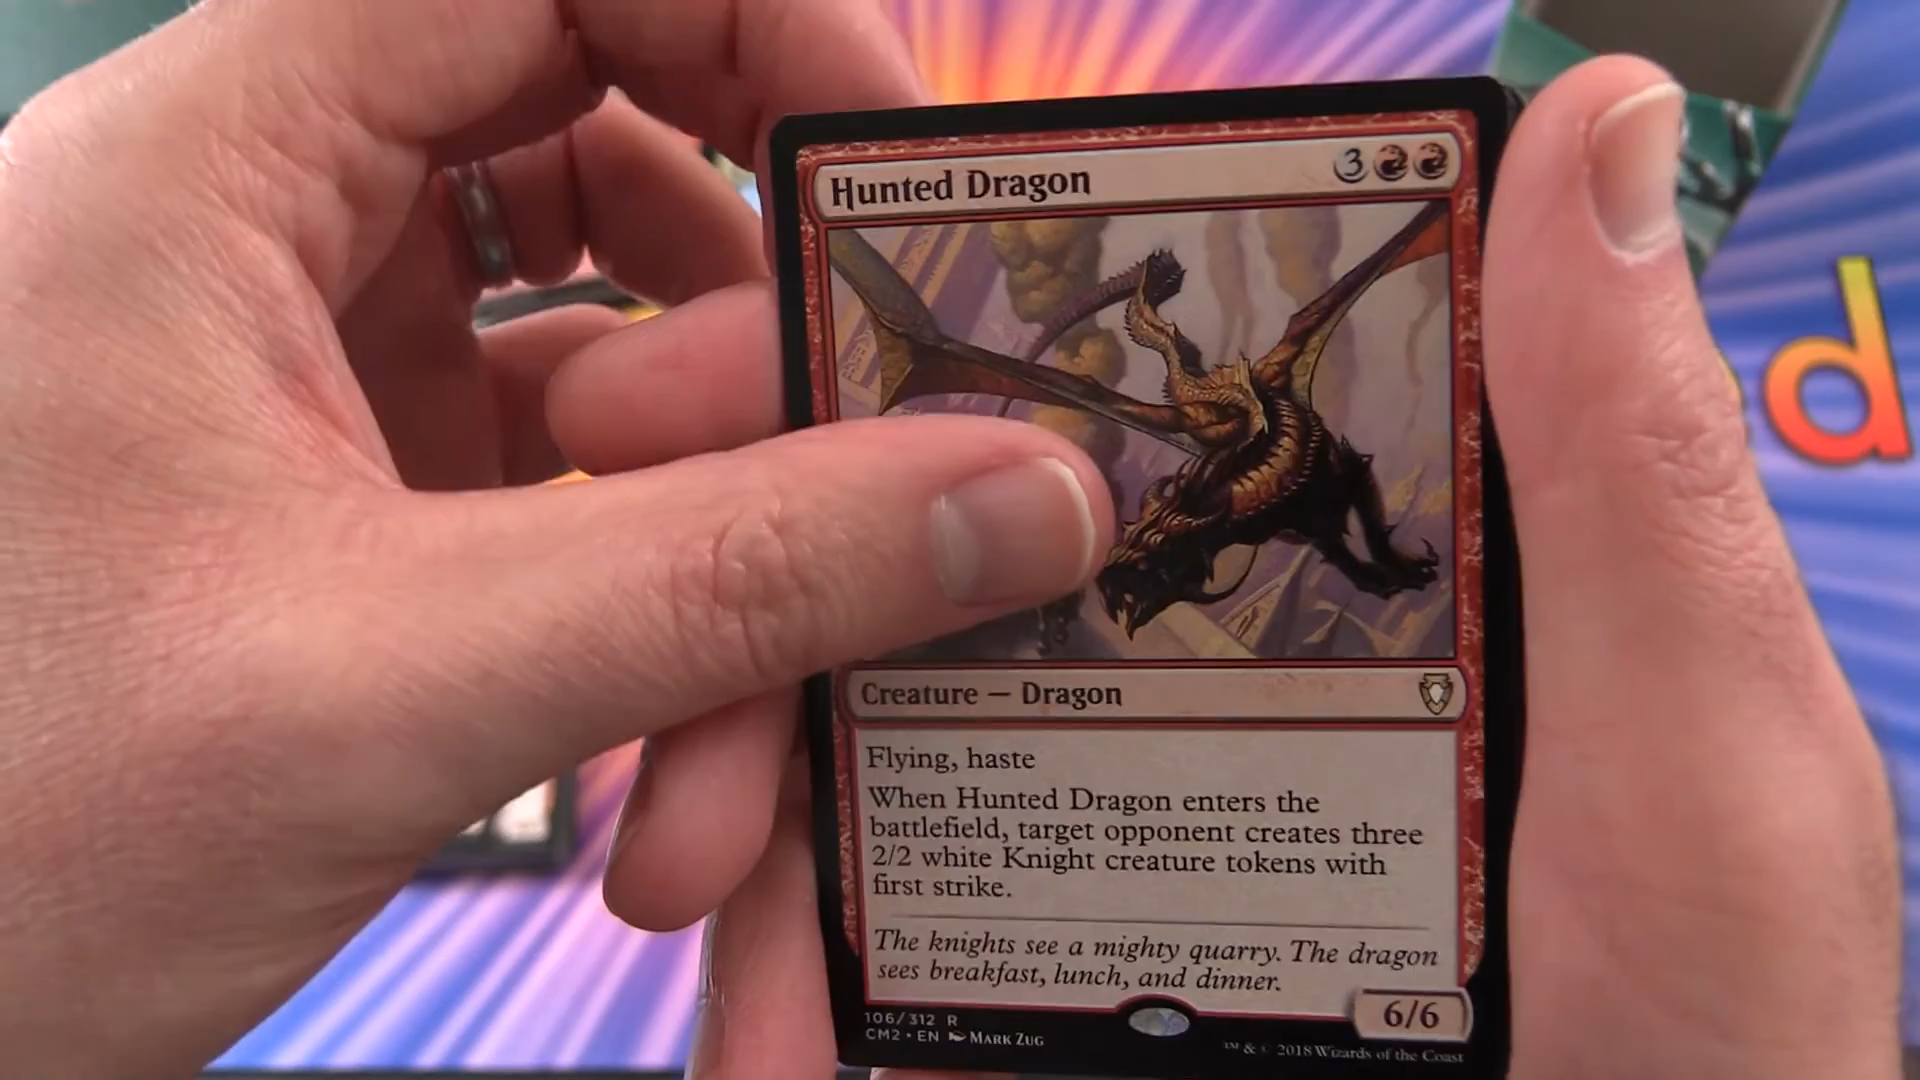 Hunted Dragon
3
d
Creature — Dragon
Flying, haste
When Hunted Dragon enters the
battlefield, target opponent creates three
2/2 white Knight creature tokens with
first strike.
The knights see a mighty quarry. The dragon
sees breakfast, lunch, and dinner.
6/6
106/312 R
CM2 • EN MARK ZUG
™ & © 2018 Wizards of the Coast